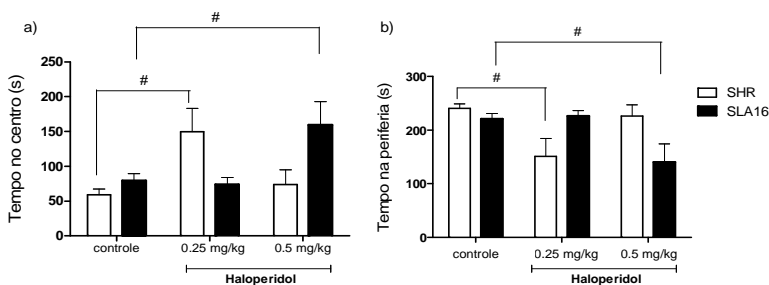 a)
#
#
Tempo no centro (s)
250
200
150
100
50
0
controle
0.25 mg/kg
0.5 mg/kg
Haloperidol
b)
#
#
Tempo na periferia (s)
300
200
100
0
controle
0.25 mg/kg
0.5 mg/kg
Haloperidol
SHR
SLA16